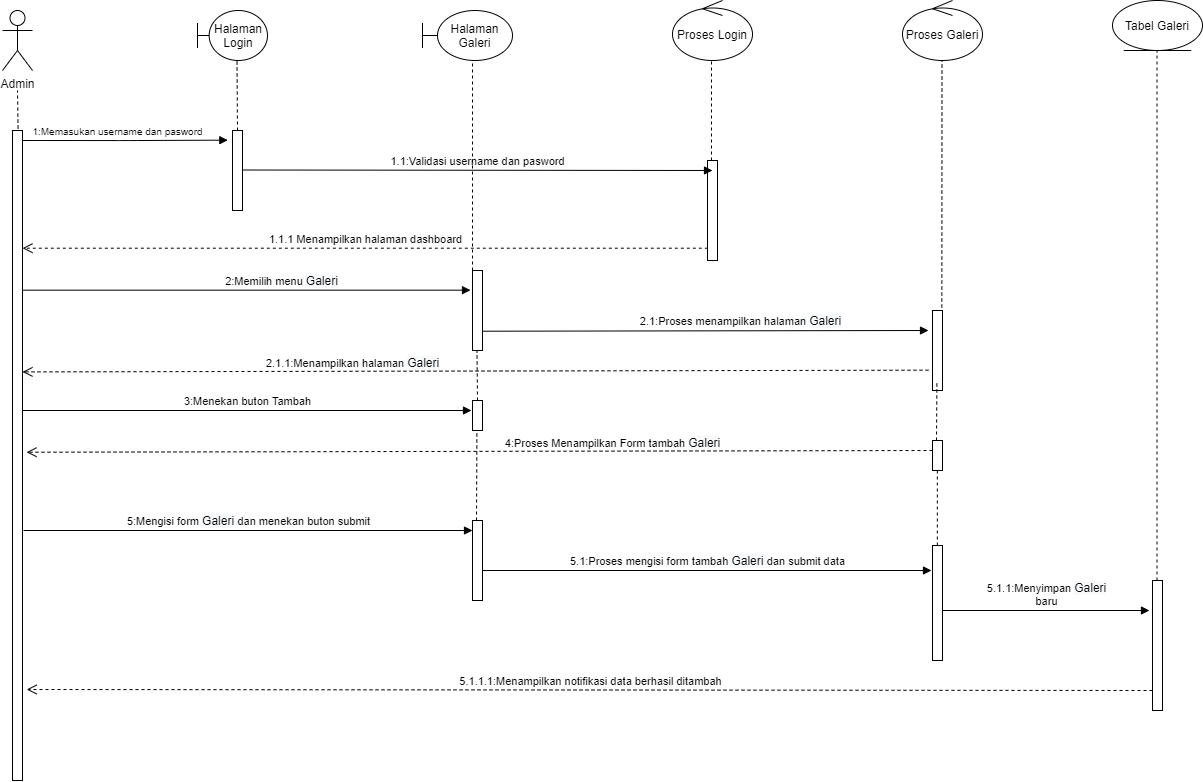 Halaman
Login
Halaman
Galeri
Proses Login
Proses Galeri
Tabel Galeri
Admin
1:Memasukan username dan pasword
1.1:Validasi username dan pasword
1.1.1 Menampilkan halaman dashboard
2:Memilih menu Galeri
2.1:Proses menampilkan halaman Galeri
2.1.1:Menampilkan halaman Galeri
3:Menekan buton Tambah
4:Proses Menampilkan Form tambah Galeri
5:Mengisi form Galeri dan menekan buton submit
5.1:Proses mengisi form tambah Galeri dan submit data
5.1.1:Menyimpan Galeri
baru
5.1.1.1:Menampilkan notifikasi data berhasil ditambah